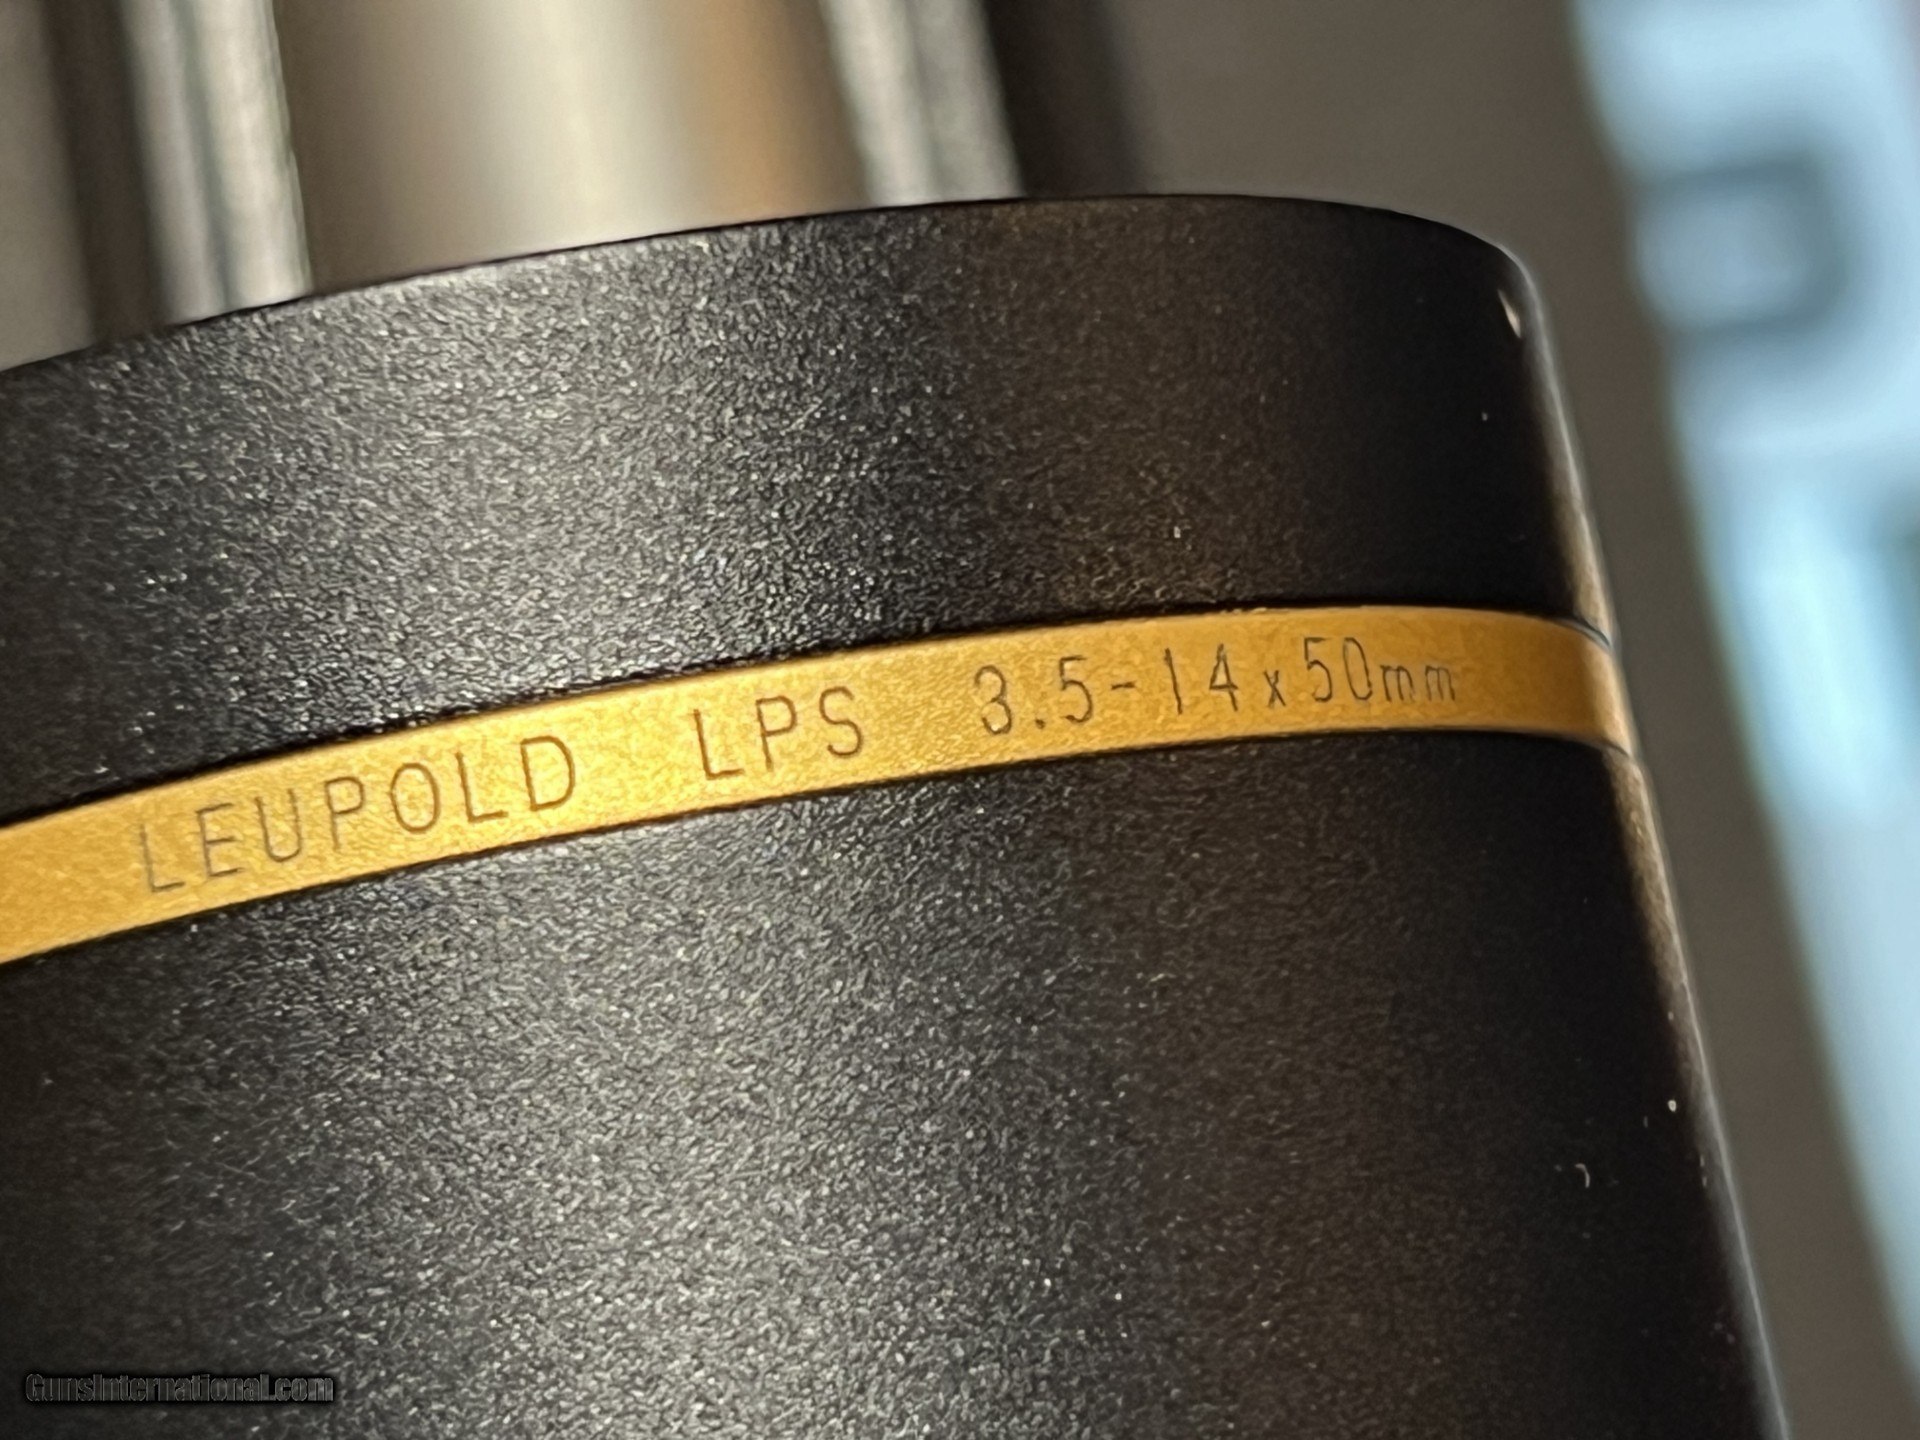 LEUPOLD LPS 3.5-14x50mm
GunsInternational.com